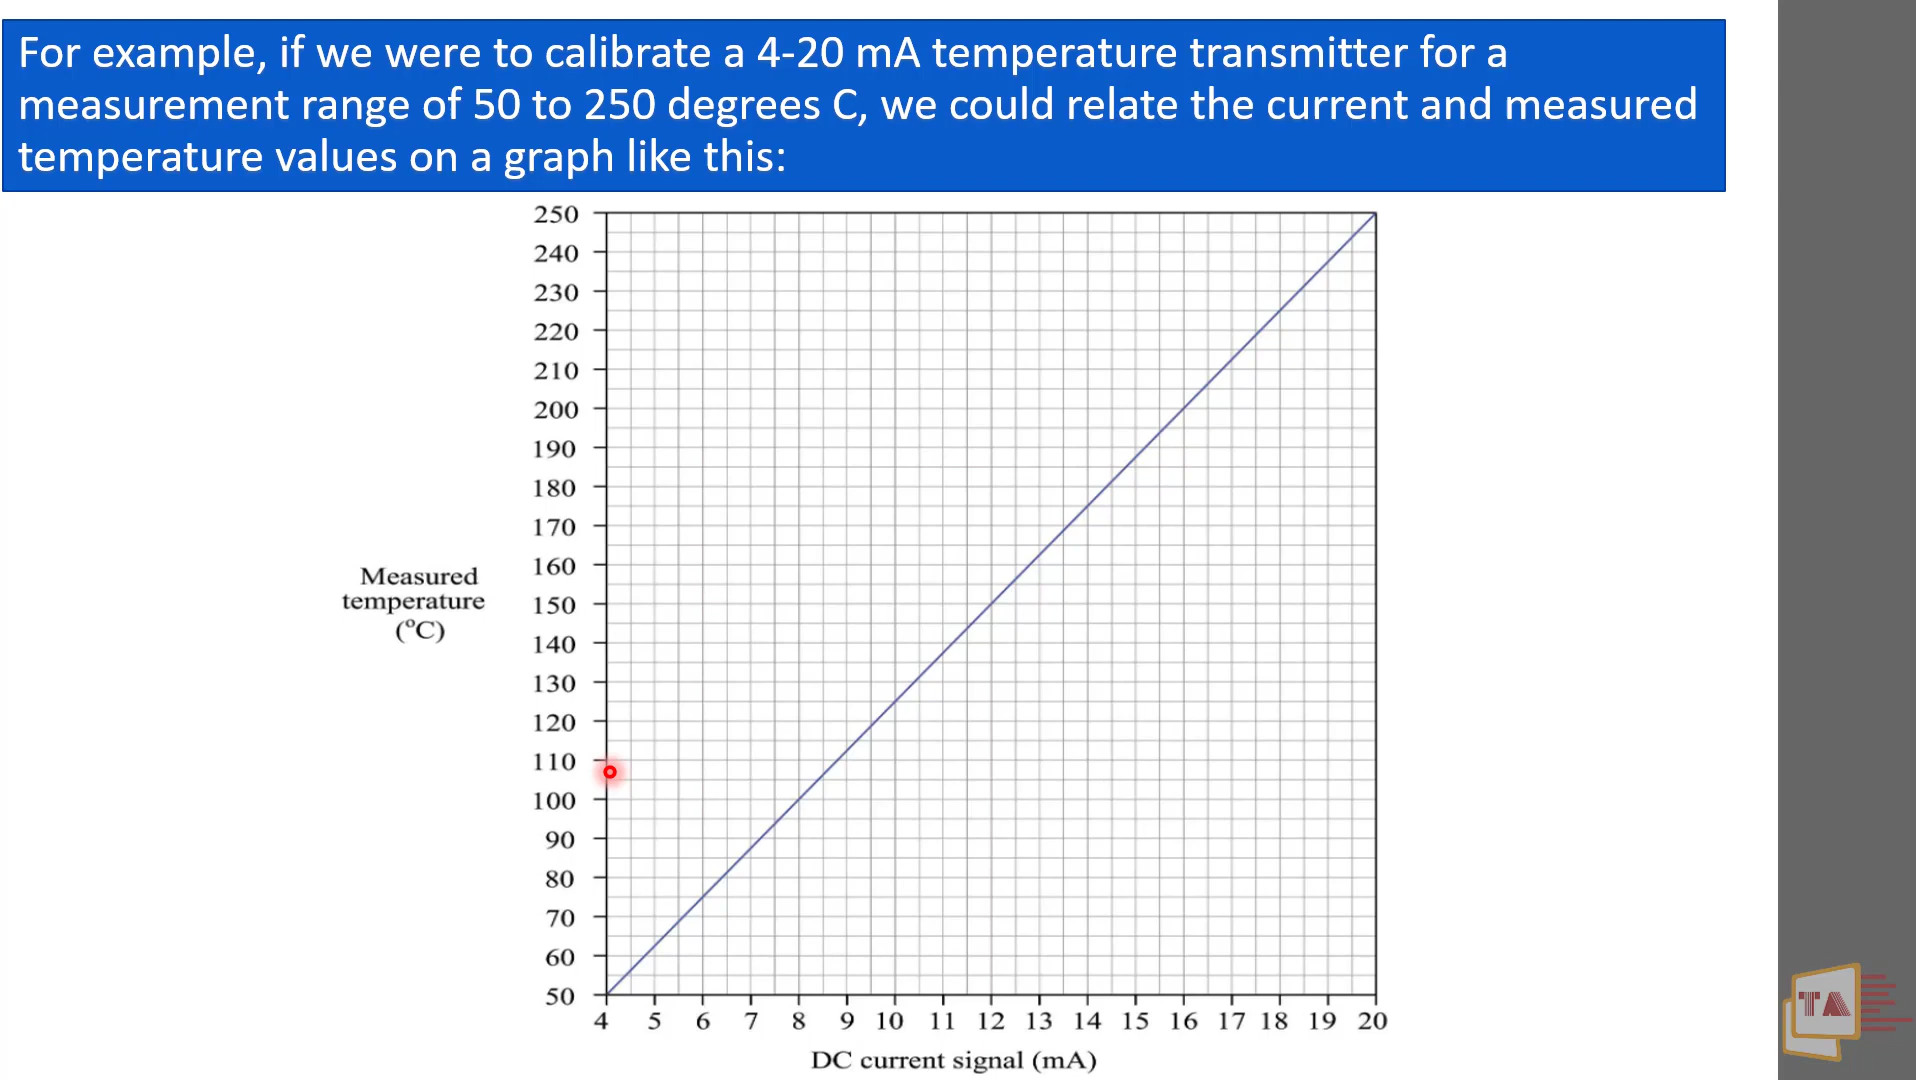 For example, if we were to calibrate a 4-20 mA temperature transmitter for a
measurement range of 50 to 250 degrees C, we could relate the current and measured
temperature values on a graph like this:
250
240
230
220
210
200
190
180
170
160
150
140
130
120
110
100
90
80
70
60
50
Measured
temperature
(°C)
4 5 6 7 8 9 10 11 12 13 14 15 16 17 18 19 20
DC current signal (mA)
TA